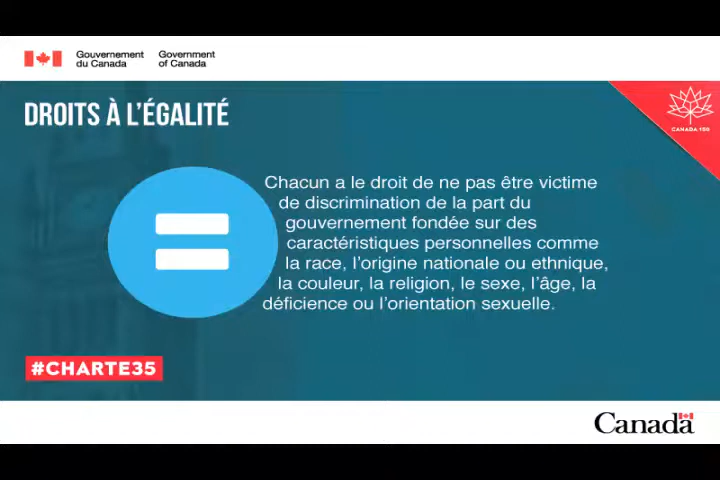 Gouvernement
du Canada
Government
of Canada
DROITS À L'ÉGALITÉ
CANADA 150
Chacun a le droit de ne pas être victime
de discrimination de la part du
gouvernement fondée sur des
caractéristiques personnelles comme
la race, l'origine nationale ou ethnique,
la couleur, la religion, le sexe, l'âge, la
déficience ou l'orientation sexuelle.
#CHARTE35
Canada